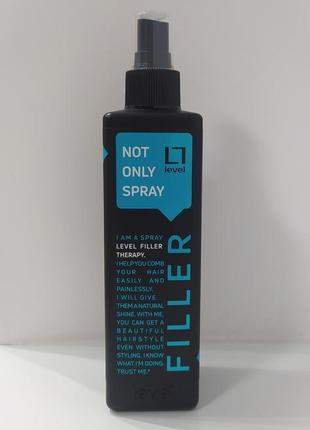 NOT
ONLY
SPRAY
level
I AM A SPRAY
LEVEL FILLER
THERAPY.
I HELP YOU COMB
YOUR HAIR
EASILY AND
PAINLESSLY.
I WILL GIVE
THEM A NATURAL
SHINE. WITH ME,
YOU CAN GET A
BEAUTIFUL
HAIRSTYLE
EVEN WITHOUT
STYLING. I KNOW
WHAT I'M DOING.
TRUST ME.*
FILLER
level